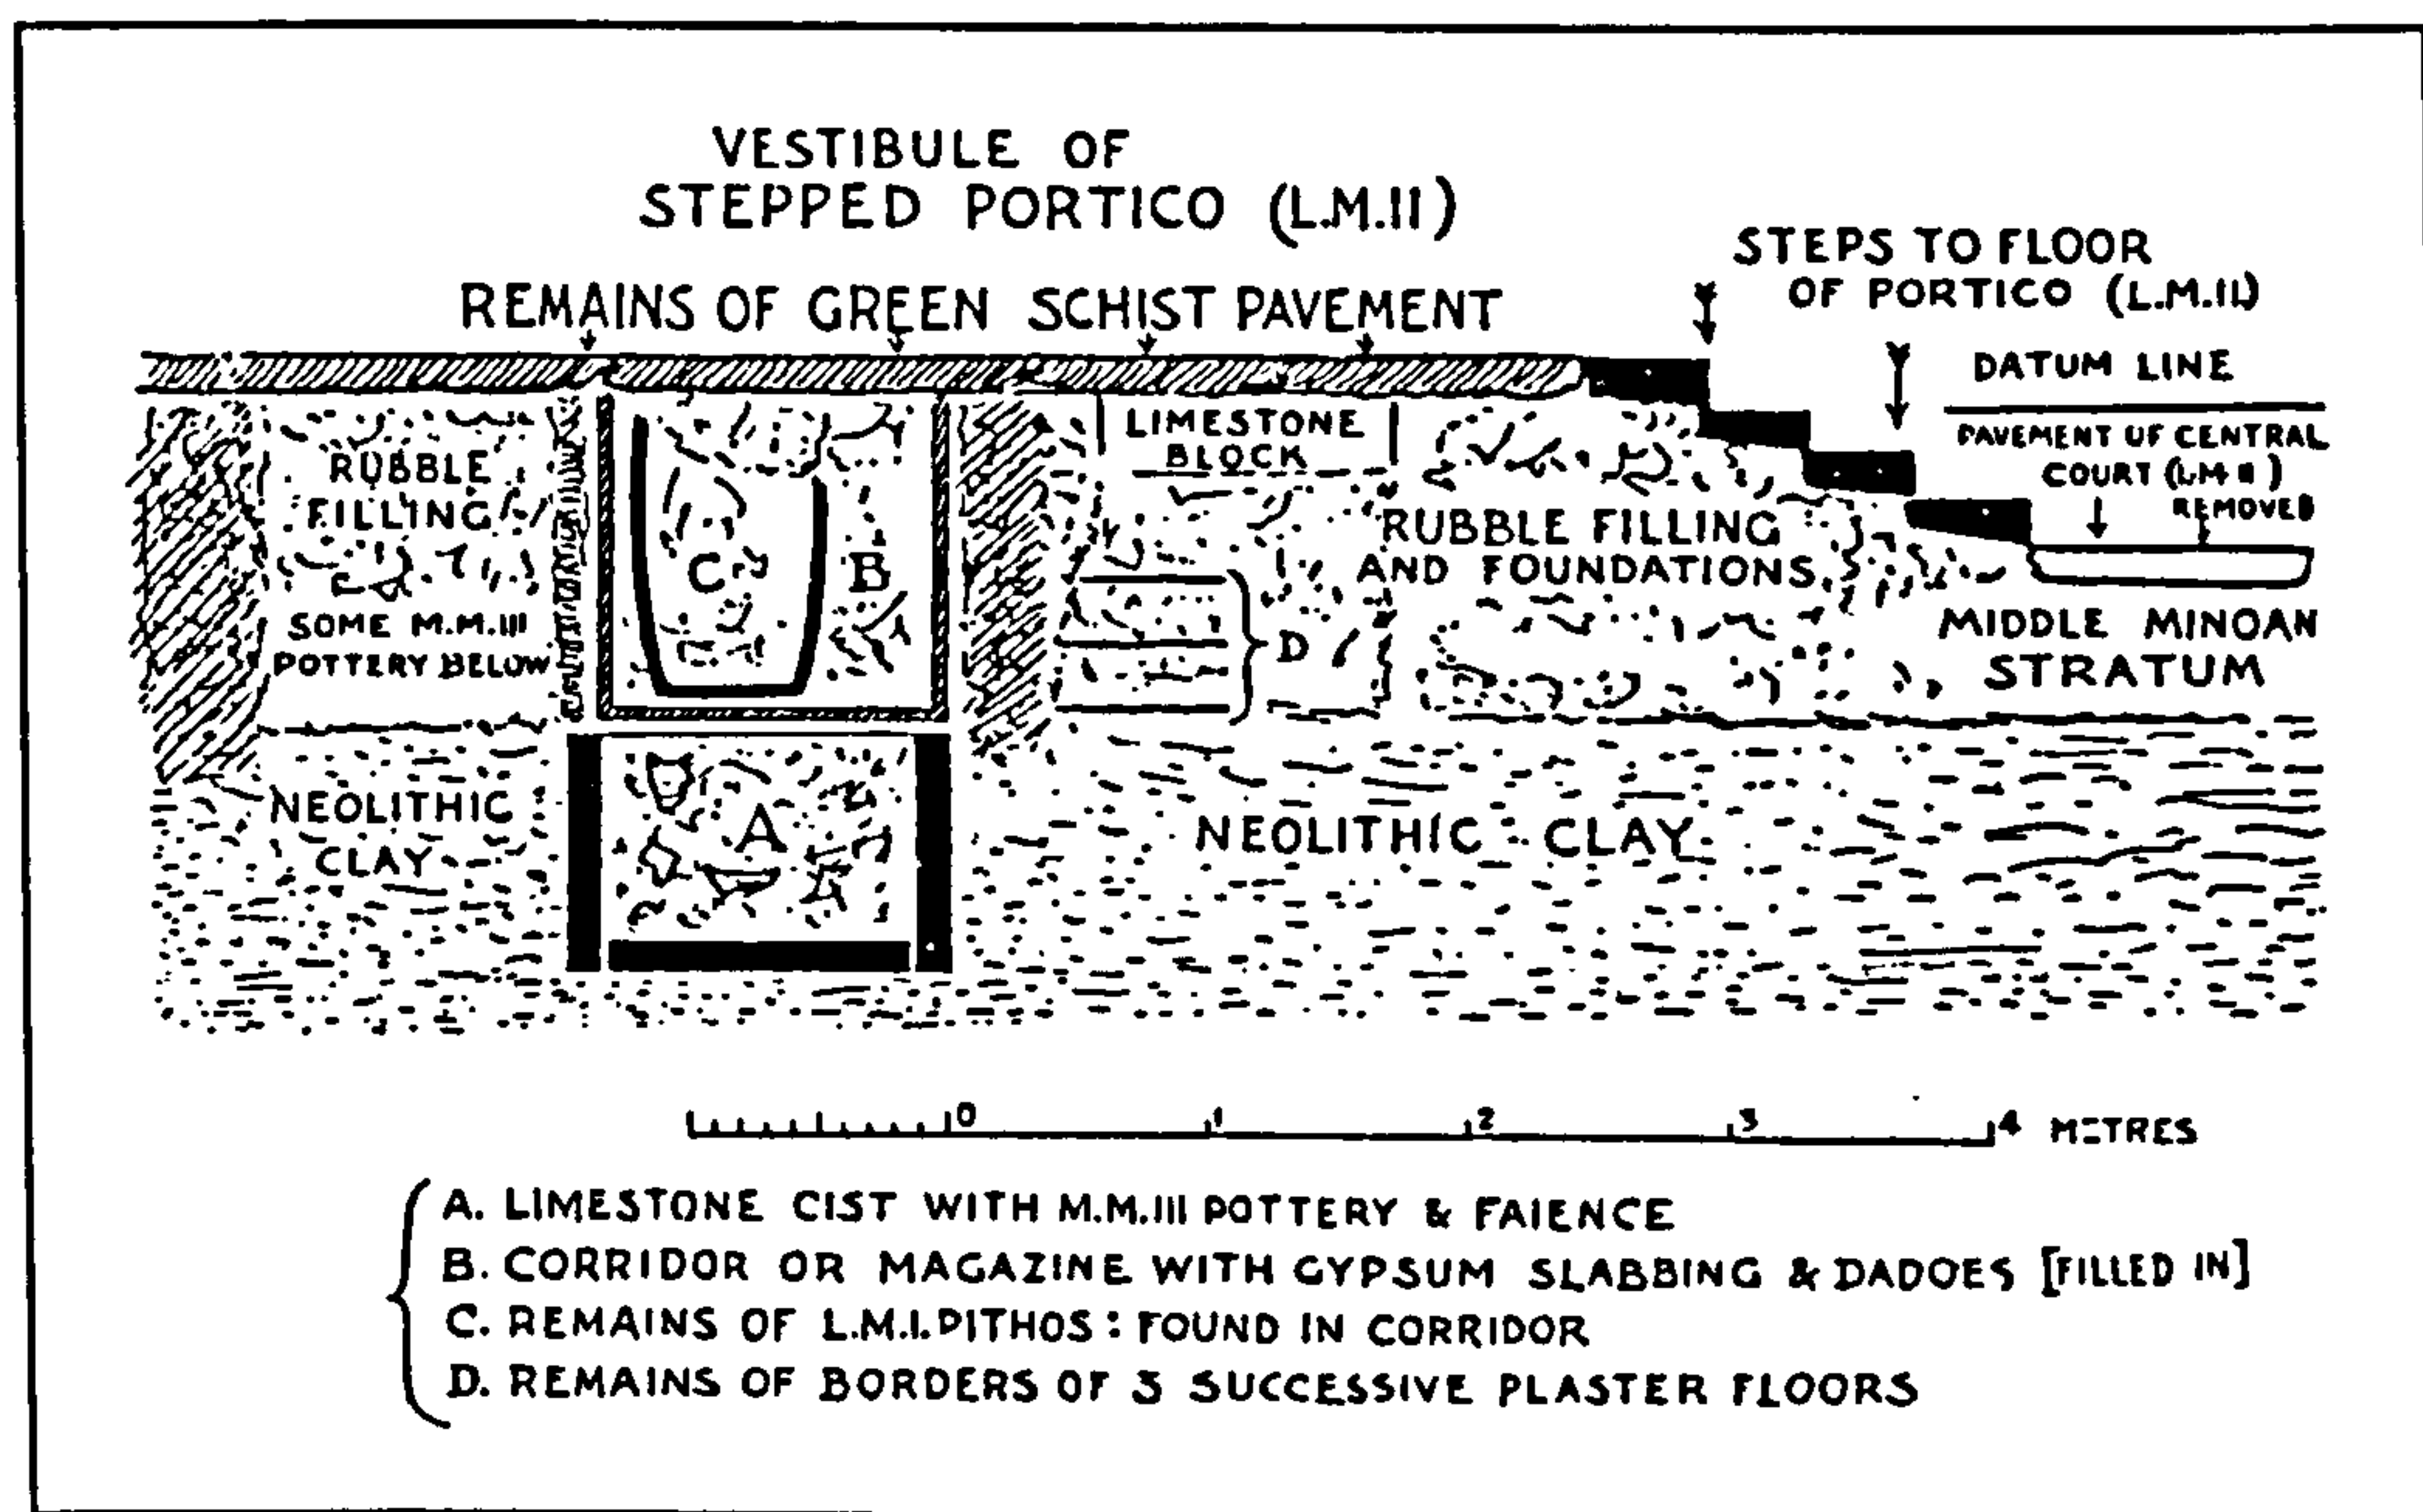 VESTIBULE OF
STEPPED PORTICO (L.M.II)
STEPS TO FLOOR
OF PORTICO (L.M.II)
REMAINS OF GREEN SCHIST PAVEMENT
DATUM LINE
PAVEMENT OF CENTRAL
COURT (L.M.II)
REMOVED
LIMESTONE
BLOCK
RUBBLE
FILLING
SOME M.M.III
POTTERY BELOW
C
B
RUBBLE FILLING
AND FOUNDATIONS
D
MIDDLE MINOAN
STRATUM
NEOLITHIC
CLAY
A
NEOLITHIC CLAY
0 1 2 3 4 METRES
A. LIMESTONE CIST WITH M.M.III POTTERY & FAIENCE
B. CORRIDOR OR MAGAZINE WITH GYPSUM SLABBING & DADOES [FILLED IN]
C. REMAINS OF L.M.I. PITHOS : FOUND IN CORRIDOR
D. REMAINS OF BORDERS OF 3 SUCCESSIVE PLASTER FLOORS